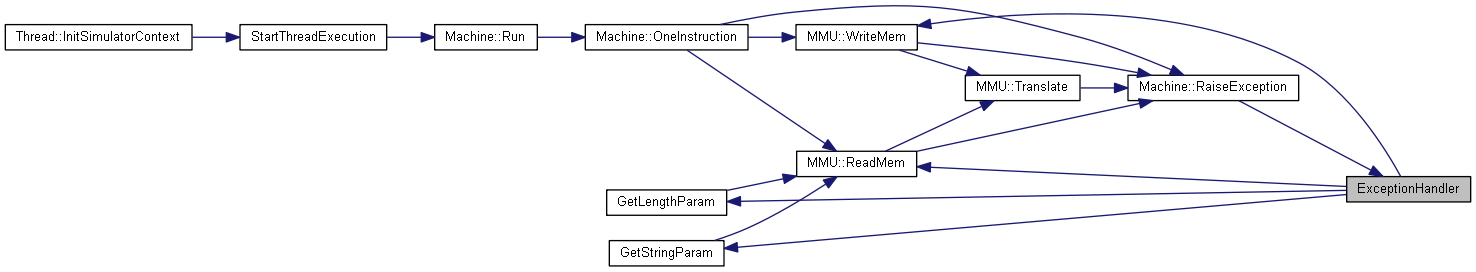 Thread::InitSimulatorContext
StartThreadExecution
Machine::Run
Machine::OneInstruction
MMU::WriteMem
MMU::Translate
Machine::RaiseException
MMU::ReadMem
ExceptionHandler
GetLengthParam
GetStringParam